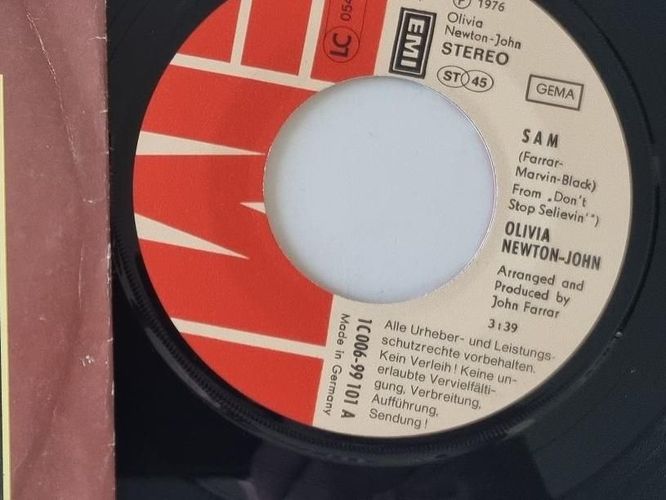 ℗ 1976
Olivia
Newton-John
STEREO
EMI
LC
ST 45
GEMA
SAM
(Farrar-
Marvin-Black)
From „Don't
Stop Selievin'")
OLIVIA
NEWTON-JOHN
Arranged and
Produced by
John Farrar
3:39
1C006-99 101 A
Made in Germany
Alle Urheber- und Leistungs-
schutzrechte vorbehalten.
Kein Verleih! Keine un-
erlaubte Vervielfälti-
gung, Verbreitung,
Aufführung,
Sendung!